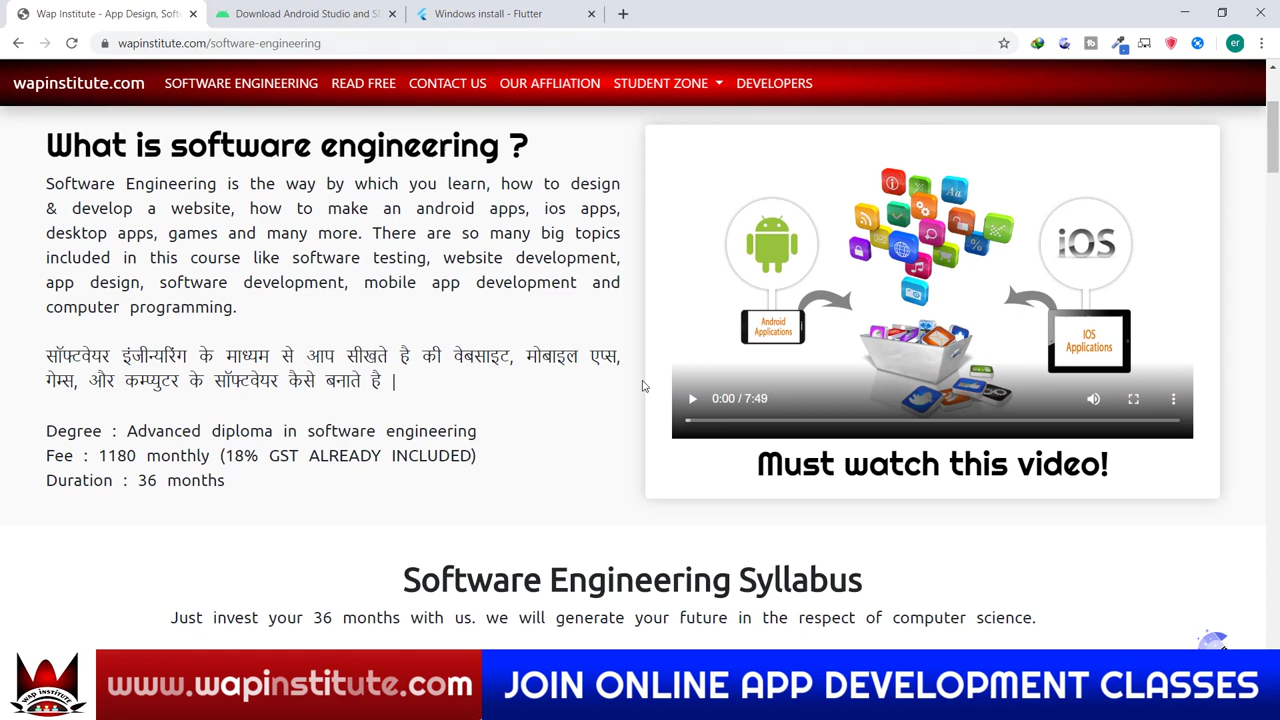 Wap Institute - App Design, Soft
Download Android Studio and S
Windows install - Flutter
wapinstitute.com/software-engineering
er
wapinstitute.com
SOFTWARE ENGINEERING
READ FREE
CONTACT US
OUR AFFLIATION
STUDENT ZONE
DEVELOPERS
What is software engineering ?
Software Engineering is the way by which you learn, how to design
& develop a website, how to make an android apps, ios apps,
desktop apps, games and many more. There are so many big topics
included in this course like software testing, website development,
app design, software development, mobile app development and
computer programming.
सॉफ्टवेयर इंजीन्यरिंग के माध्यम से आप सीखते है की वेबसाइट, मोबाइल एप्स,
गेम्स, और कम्प्युटर के सॉफ्टवेयर कैसे बनाते है |
Degree : Advanced diploma in software engineering
Fee : 1180 monthly (18% GST ALREADY INCLUDED)
Duration : 36 months
Aa
iOS
Android
Applications
IOS
Applications
0:00 / 7:49
Must watch this video!
Software Engineering Syllabus
Just invest your 36 months with us. we will generate your future in the respect of computer science.
WAP INSTITUTE
www.wapinstitute.com
JOIN ONLINE APP DEVELOPMENT CLASSES